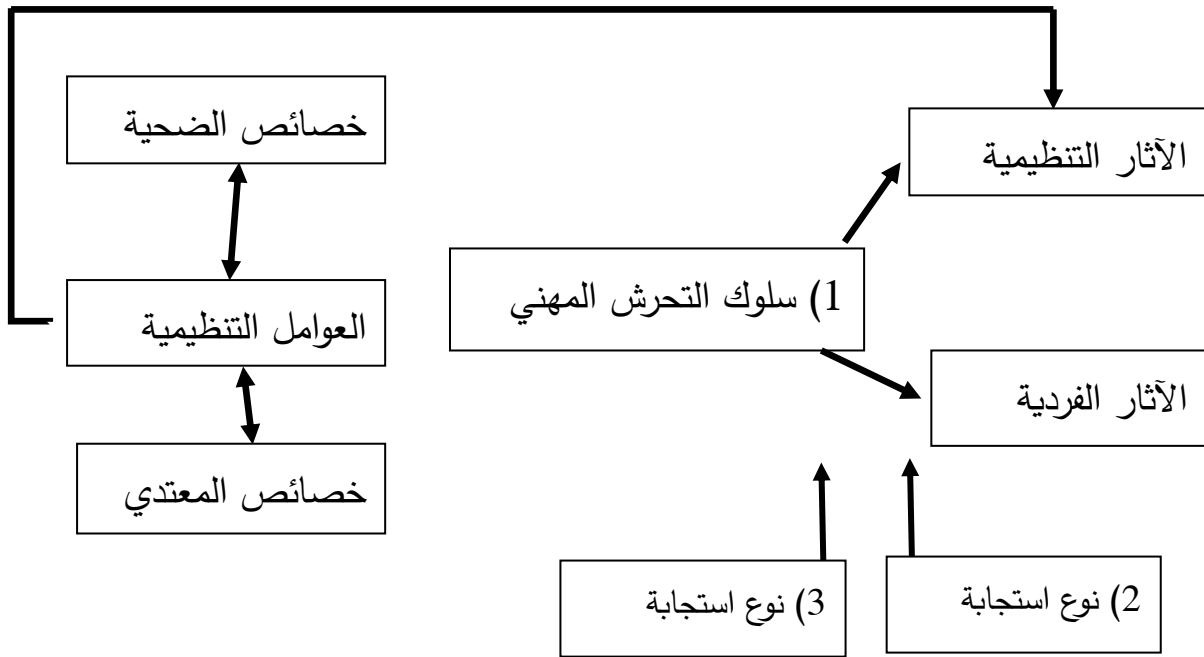 خصائص الضحية
الآثار التنظيمية
1) سلوك التحرش المهني
العوامل التنظيمية
الآثار الفردية
خصائص المعتدي
2) نوع استجابة
3) نوع استجابة